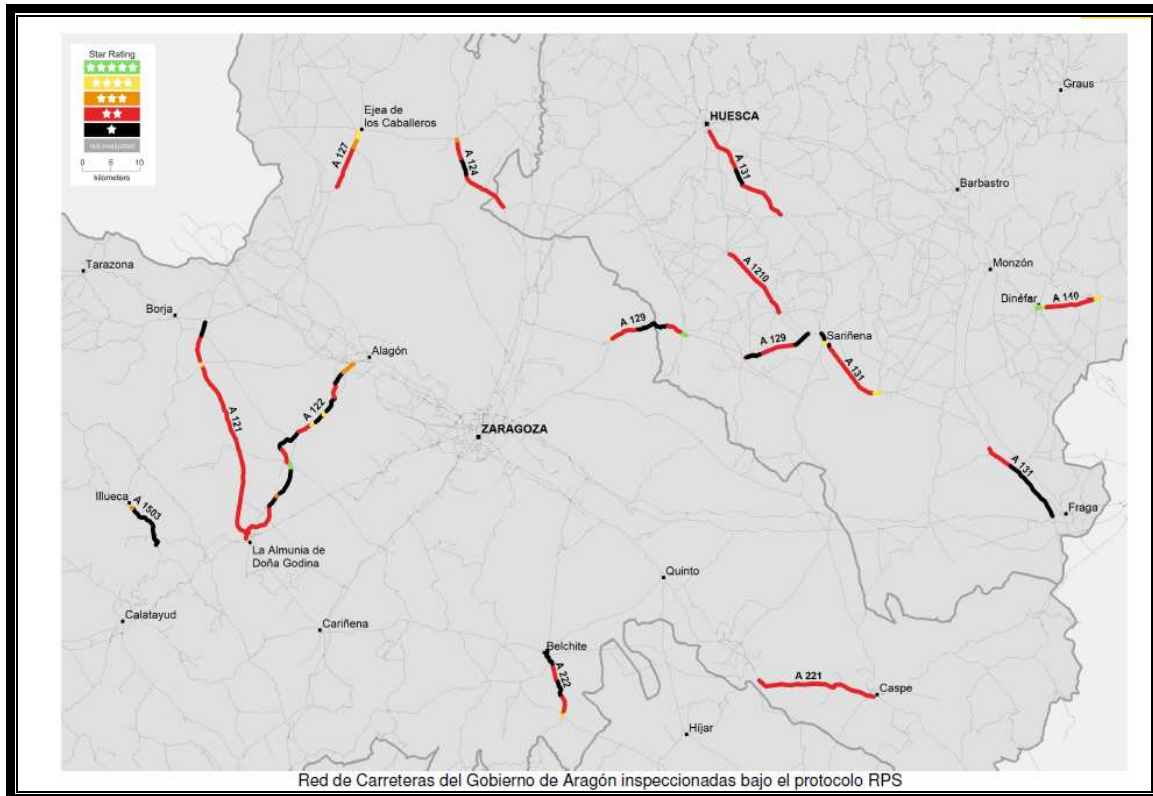 Star Rating
Not evaluated
0 5 10
kilometers
Graus
Ejea de
los Caballeros
HUESCA
A 127
A 124
A 131
Barbastro
Tarazona
A 1210
Monzón
Dinéfar
A 140
Borja
A 129
A 129
Sariñena
Alagón
A 131
A 121
A 122
ZARAGOZA
A 131
Illueca
A 1503
Fraga
La Almunia de
Doña Godina
Quinto
Calatayud
Cariñena
Belchite
A 222
A 221
Caspe
Híjar
Red de Carreteras del Gobierno de Aragón inspeccionadas bajo el protocolo RPS